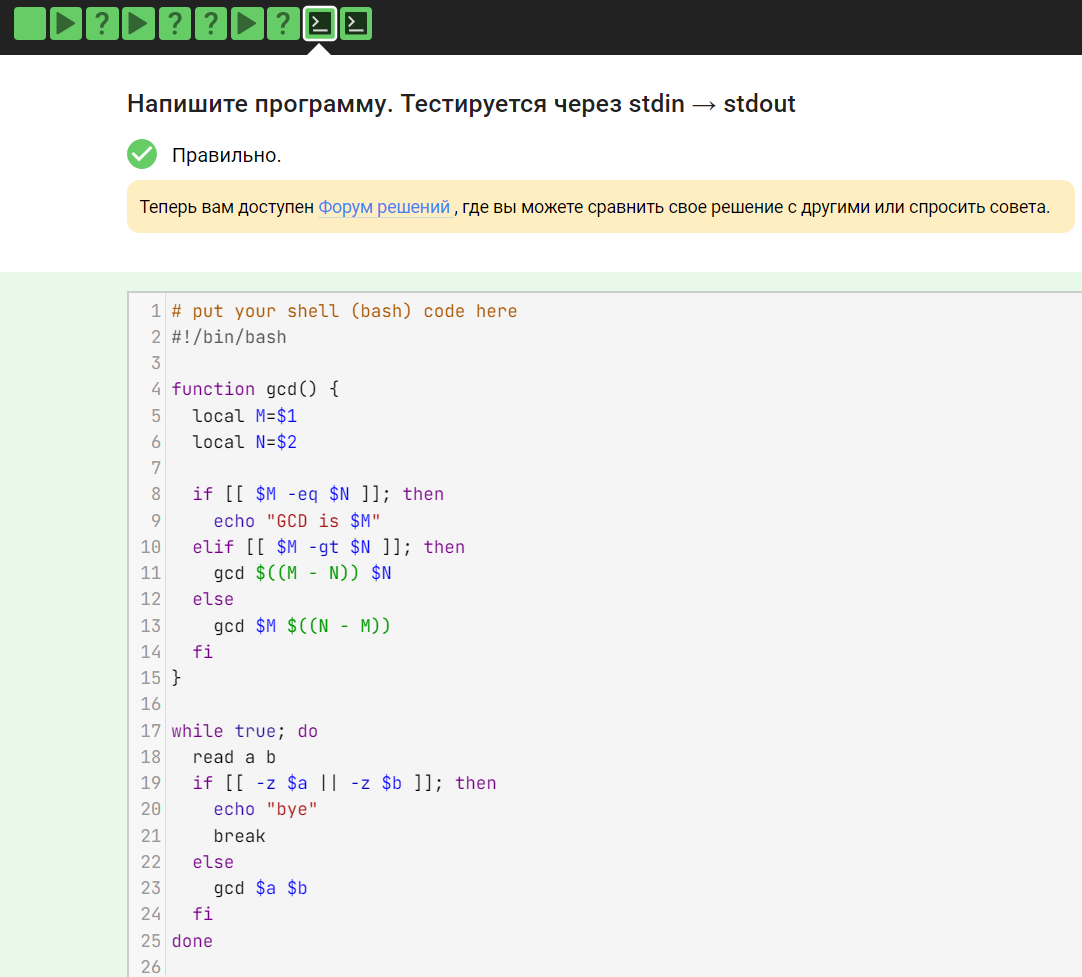 Напишите программу. Тестируется через stdin → stdout
Правильно.
Теперь вам доступен Форум решений , где вы можете сравнить свое решение с другими или спросить совета.
1 # put your shell (bash) code here
2 #!/bin/bash
3
4 function gcd() {
5   local M=$1
6   local N=$2
7
8   if [[ $M -eq $N ]]; then
9     echo "GCD is $M"
10   elif [[ $M -gt $N ]]; then
11     gcd $((M - N)) $N
12   else
13     gcd $M $((N - M))
14   fi
15 }
16
17 while true; do
18   read a b
19   if [[ -z $a || -z $b ]]; then
20     echo "bye"
21     break
22   else
23     gcd $a $b
24   fi
25 done
26